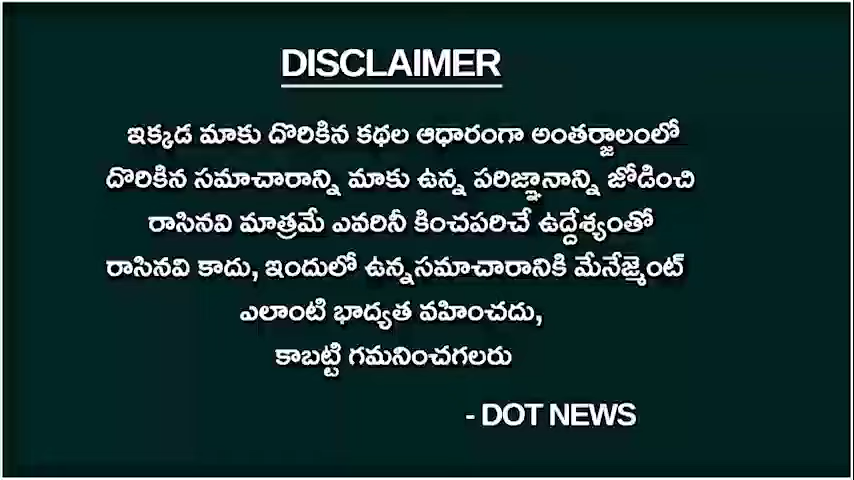 DISCLAIMER
ఇక్కడ మాకు దొరికిన కథల ఆధారంగా అంతర్జాలంలో
దొరికిన సమాచారాన్ని మాకు ఉన్న పరిజ్ఞానాన్ని జోడించి
రాసినవి మాత్రమే ఎవరినీ కించపరిచే ఉద్దేశ్యంతో
రాసినవి కాదు, ఇందులో ఉన్నసమాచారానికి మేనేజ్మెంట్
ఎలాంటి భాద్యత వహించదు,
కాబట్టి గమనించగలరు
- DOT NEWS